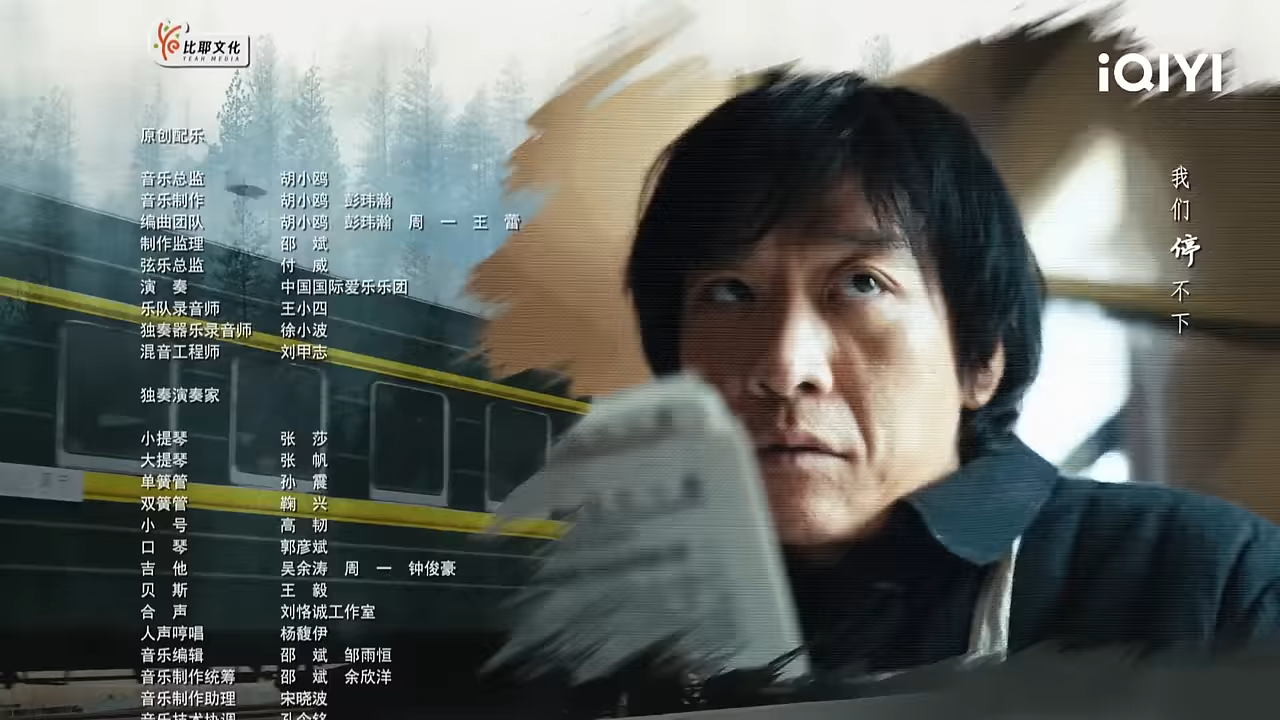 比耶文化
YEAH MEDIA
iQIYI
原创配乐
音乐总监 胡小鸥
音乐制作 胡小鸥 彭玮瀚
编曲团队 胡小鸥 彭玮瀚 周一 王蕾
制作监理 邵斌
弦乐总监 付威
演奏 中国国际爱乐乐团
乐队录音师 王小四
独奏器乐录音师 徐小波
混音工程师 刘甲志
独奏演奏家
小提琴 张莎
大提琴 张帆
单簧管 孙震
双簧管 鞠兴
小号 高韧
口琴 郭彦斌
吉他 吴余涛 周一 钟俊豪
贝斯 王毅
合声 刘恪诚工作室
人声哼唱 杨馥伊
音乐编辑 邵斌 邹雨恒
音乐制作统筹 邵斌 余欣洋
音乐制作助理 宋晓波
我们停不下